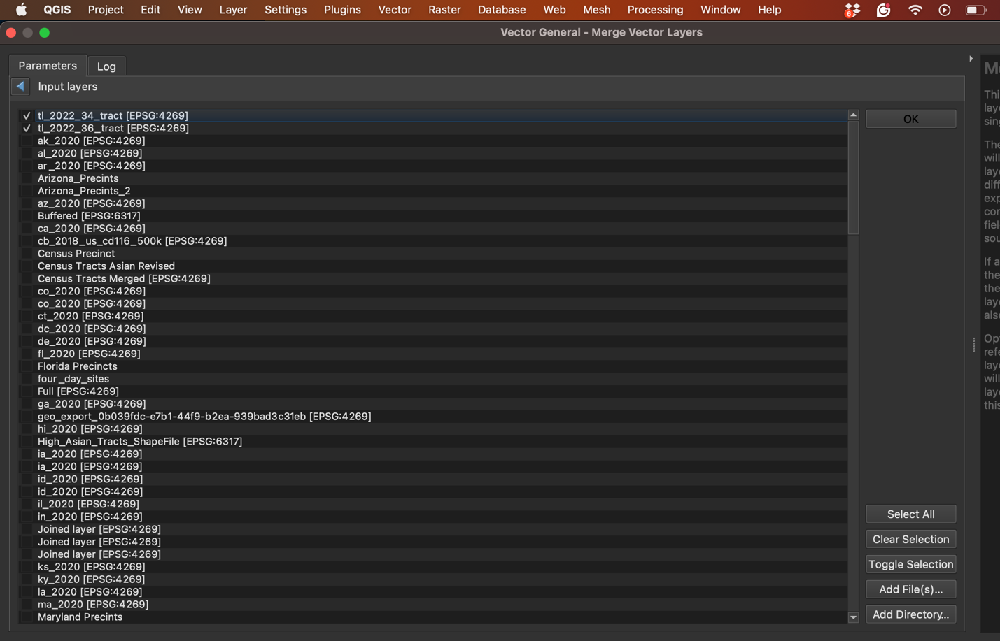 QGIS Project Edit View Layer Settings Plugins Vector Raster Database Web Mesh Processing Window Help
6
Vector General - Merge Vector Layers
Parameters Log
Input layers
tl_2022_34_tract [EPSG:4269]
tl_2022_36_tract [EPSG:4269]
ak_2020 [EPSG:4269]
al_2020 [EPSG:4269]
ar_2020 [EPSG:4269]
Arizona_Precints
Arizona_Precints_2
az_2020 [EPSG:4269]
Buffered [EPSG:6317]
ca_2020 [EPSG:4269]
cb_2018_us_cd116_500k [EPSG:4269]
Census Precinct
Census Tracts Asian Revised
Census Tracts Merged [EPSG:4269]
co_2020 [EPSG:4269]
co_2020 [EPSG:4269]
ct_2020 [EPSG:4269]
dc_2020 [EPSG:4269]
de_2020 [EPSG:4269]
fl_2020 [EPSG:4269]
Florida Precincts
four_day_sites
Full [EPSG:4269]
ga_2020 [EPSG:4269]
geo_export_0b039fdc-e7b1-44f9-b2ea-939bad3c31eb [EPSG:4269]
hi_2020 [EPSG:4269]
High_Asian_Tracts_ShapeFile [EPSG:6317]
ia_2020 [EPSG:4269]
ia_2020 [EPSG:4269]
id_2020 [EPSG:4269]
id_2020 [EPSG:4269]
il_2020 [EPSG:4269]
in_2020 [EPSG:4269]
Joined layer [EPSG:4269]
Joined layer [EPSG:4269]
Joined layer [EPSG:4269]
ks_2020 [EPSG:4269]
ky_2020 [EPSG:4269]
la_2020 [EPSG:4269]
ma_2020 [EPSG:4269]
Maryland Precints
OK
Select All
Clear Selection
Toggle Selection
Add File(s)...
Add Directory...